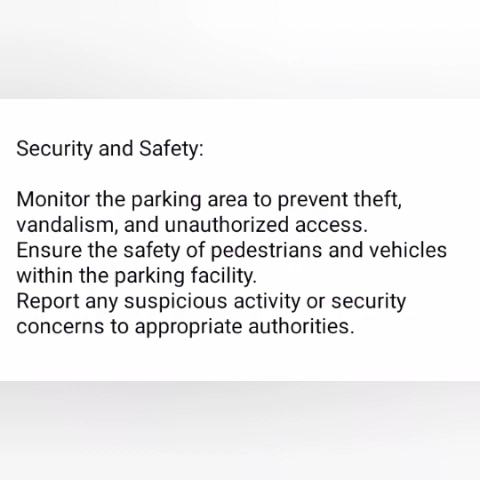 Security and Safety:
Monitor the parking area to prevent theft,
vandalism, and unauthorized access.
Ensure the safety of pedestrians and vehicles
within the parking facility.
Report any suspicious activity or security
concerns to appropriate authorities.